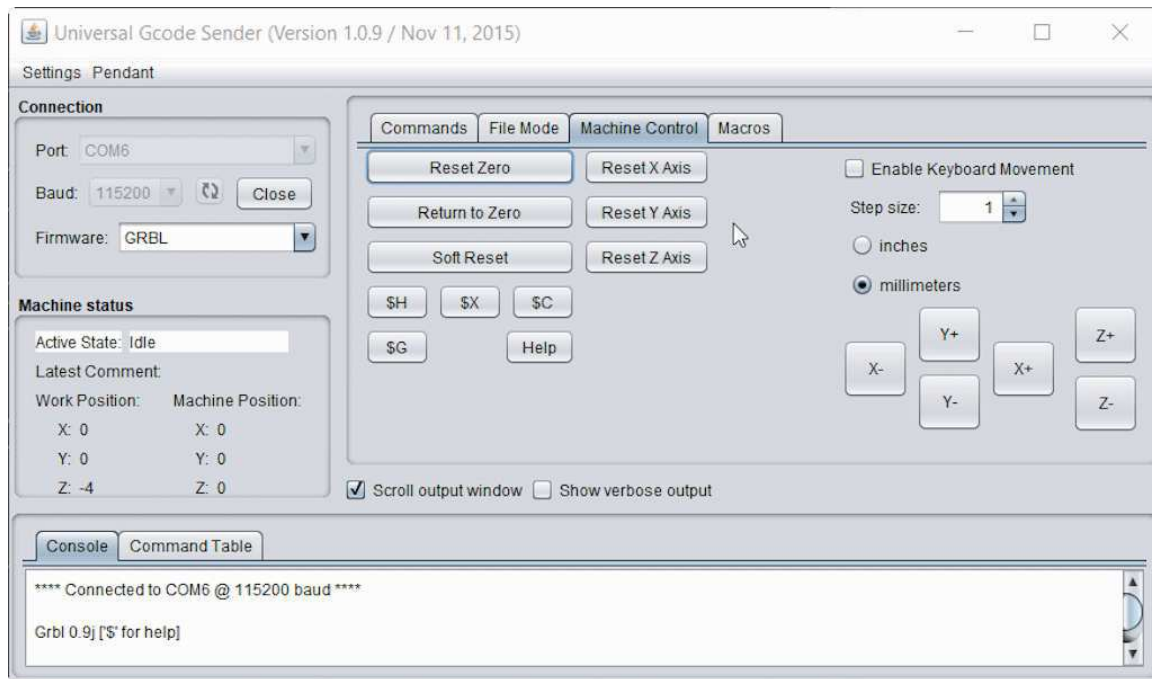 Universal Gcode Sender (Version 1.0.9 / Nov 11, 2015)
Settings Pendant
Connection
Port: COM6
Baud: 115200 Close
Firmware: GRBL
Machine status
Active State: Idle
Latest Comment:
Work Position: Machine Position:
X: 0 X: 0
Y: 0 Y: 0
Z: -4 Z: 0
Commands File Mode Machine Control Macros
Reset Zero Reset X Axis
Return to Zero Reset Y Axis
Soft Reset Reset Z Axis
$H $X $C
$G Help
Enable Keyboard Movement
Step size: 1
inches
millimeters
Y+ Z+
X- X+
Y- Z-
Scroll output window Show verbose output
Console Command Table
**** Connected to COM6 @ 115200 baud ****
Grbl 0.9j ['$' for help]